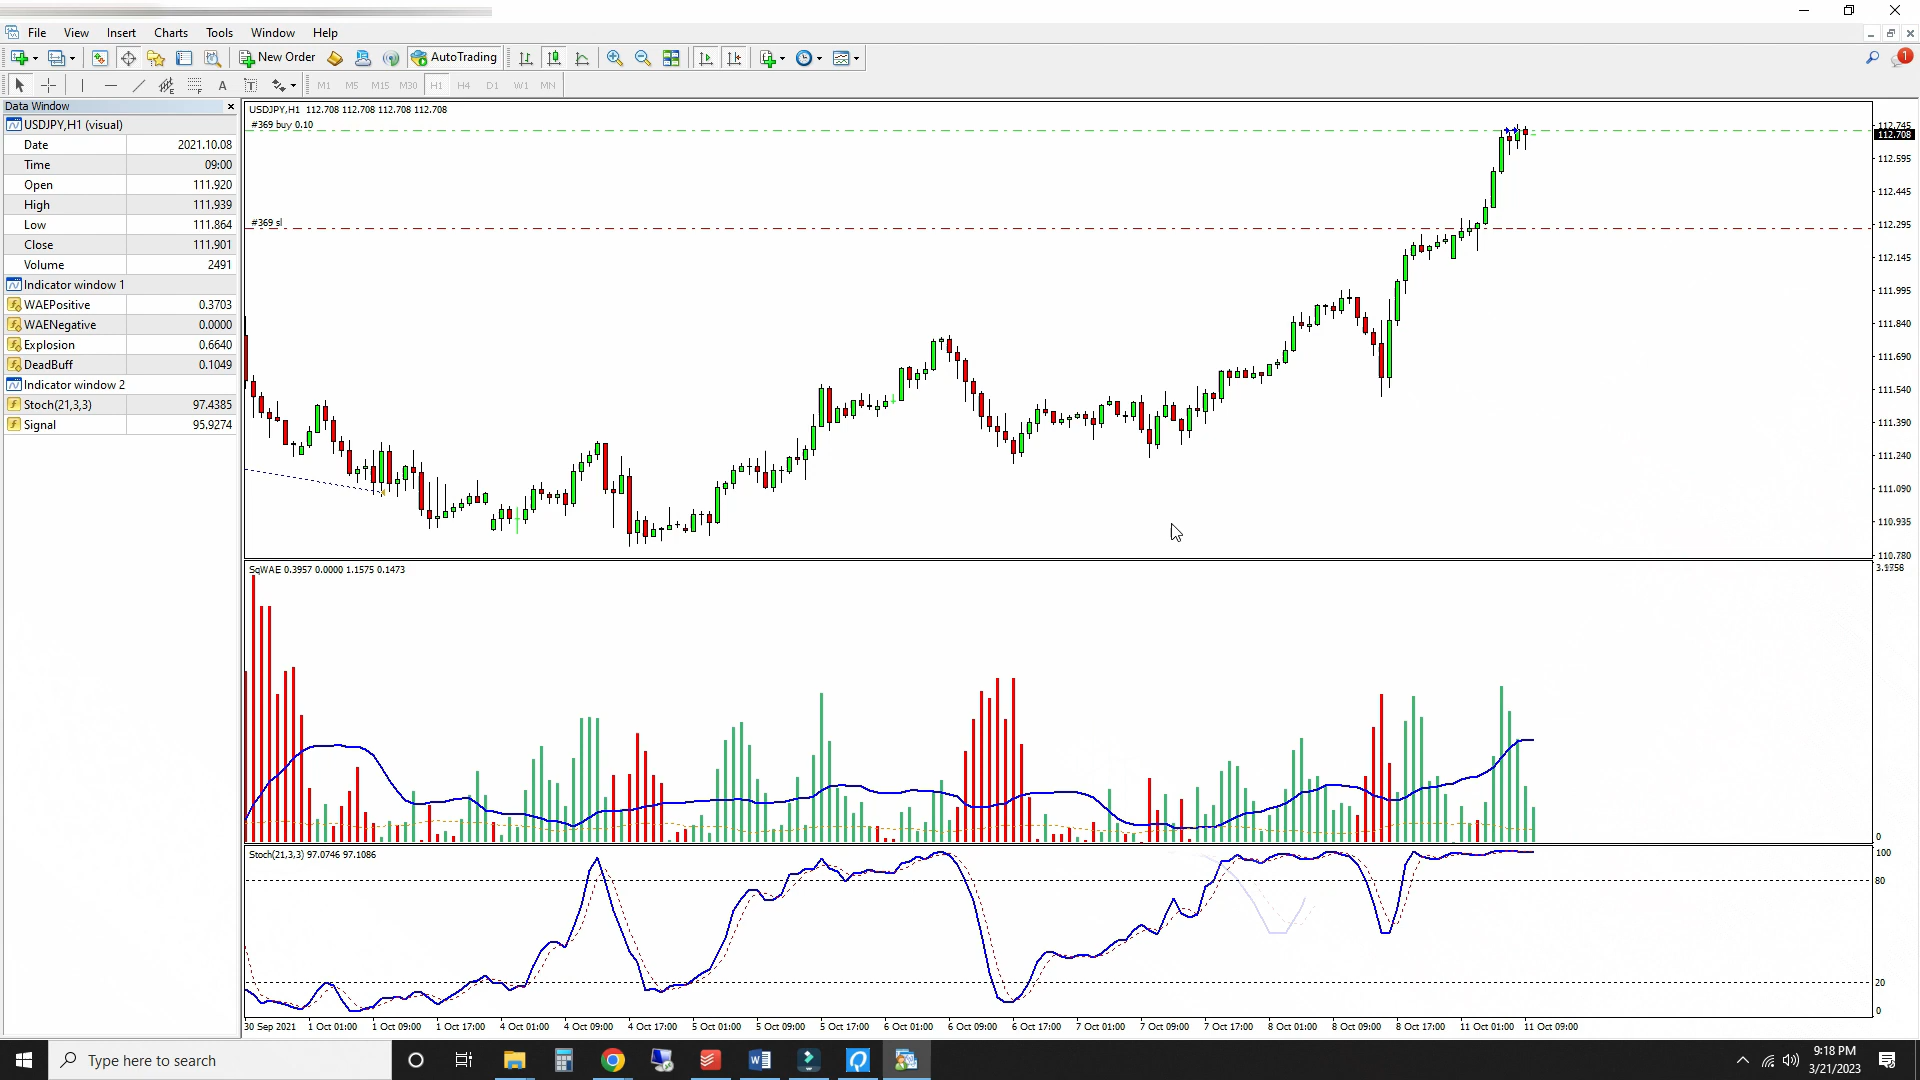 File View Insert Charts Tools Window Help
New Order AutoTrading 1
E F A T M1 M5 M15 M30 H1 H4 D1 W1 MN
Data Window
USDJPY,H1 (visual)
Date 2021.10.08
Time 09:00
Open 111.920
High 111.939
Low 111.864
Close 111.901
Volume 2491
Indicator window 1
WAEPositive 0.3703
WAENegative 0.0000
Explosion 0.6640
DeadBuff 0.1049
Indicator window 2
Stoch(21,3,3) 97.4385
Signal 95.9274
USDJPY,H1 112.708 112.708 112.708 112.708
#369 buy 0.10
#369 sl
112.745
112.708
112.595
112.445
112.295
112.145
111.995
111.840
111.690
111.540
111.390
111.240
111.090
110.935
110.780
SqWAE 0.3957 0.0000 1.1575 0.1473
3.1758
0
Stoch(21,3,3) 97.0746 97.1086
100
80
20
0
30 Sep 2021 1 Oct 01:00 1 Oct 09:00 1 Oct 17:00 4 Oct 01:00 4 Oct 09:00 4 Oct 17:00 5 Oct 01:00 5 Oct 09:00 5 Oct 17:00 6 Oct 01:00 6 Oct 09:00 6 Oct 17:00 7 Oct 01:00 7 Oct 09:00 7 Oct 17:00 8 Oct 01:00 8 Oct 09:00 8 Oct 17:00 11 Oct 01:00 11 Oct 09:00
Type here to search
9:18 PM
3/21/2023